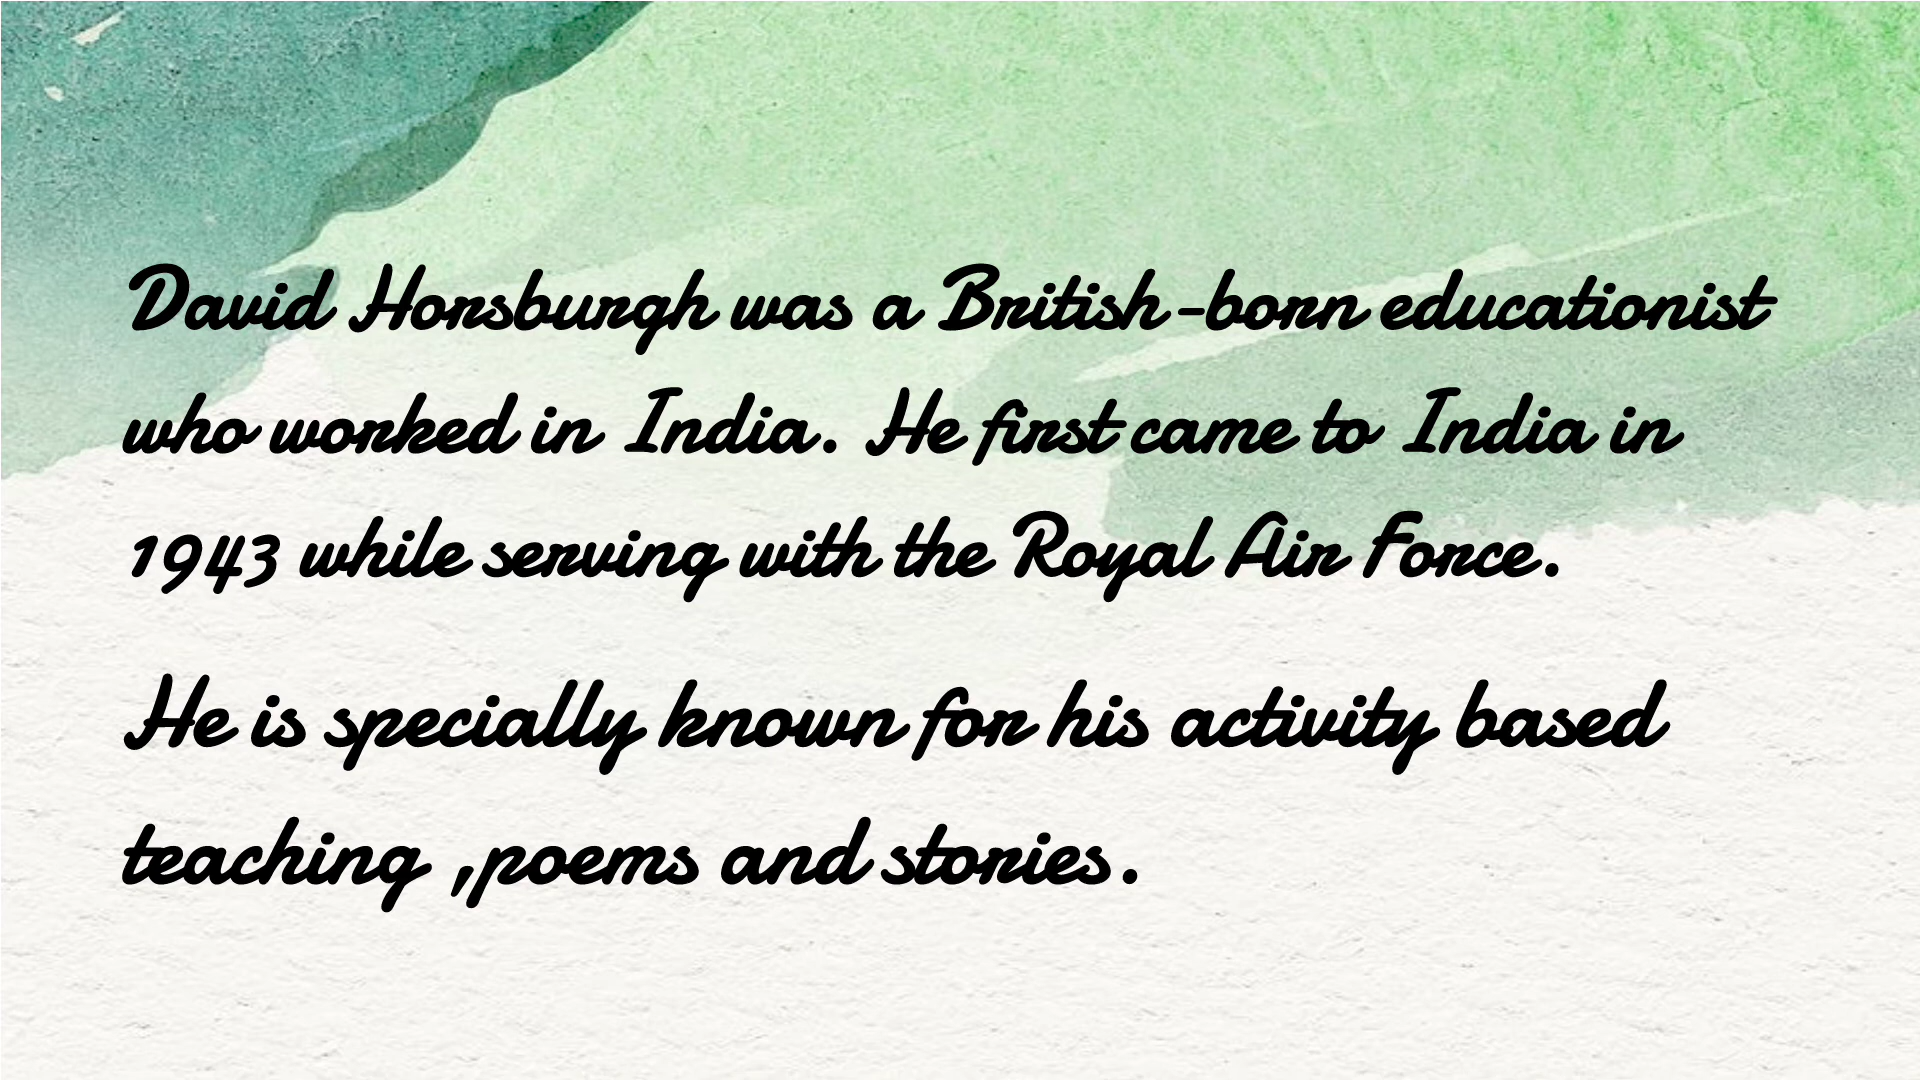 David Horsburgh was a British-born educationist
who worked in India. He first came to India in
1943 while serving with the Royal Air Force.
He is specially known for his activity based
teaching ,poems and stories.